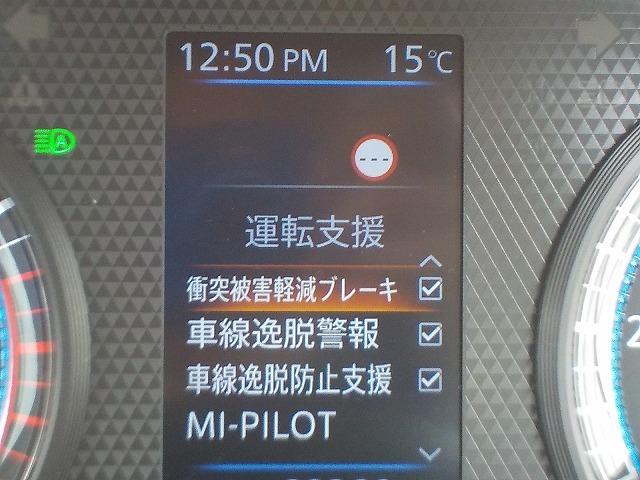 12:50 PM 15℃
---
運転支援
衝突被害軽減ブレーキ
車線逸脱警報
車線逸脱防止支援
MI-PILOT
A
2